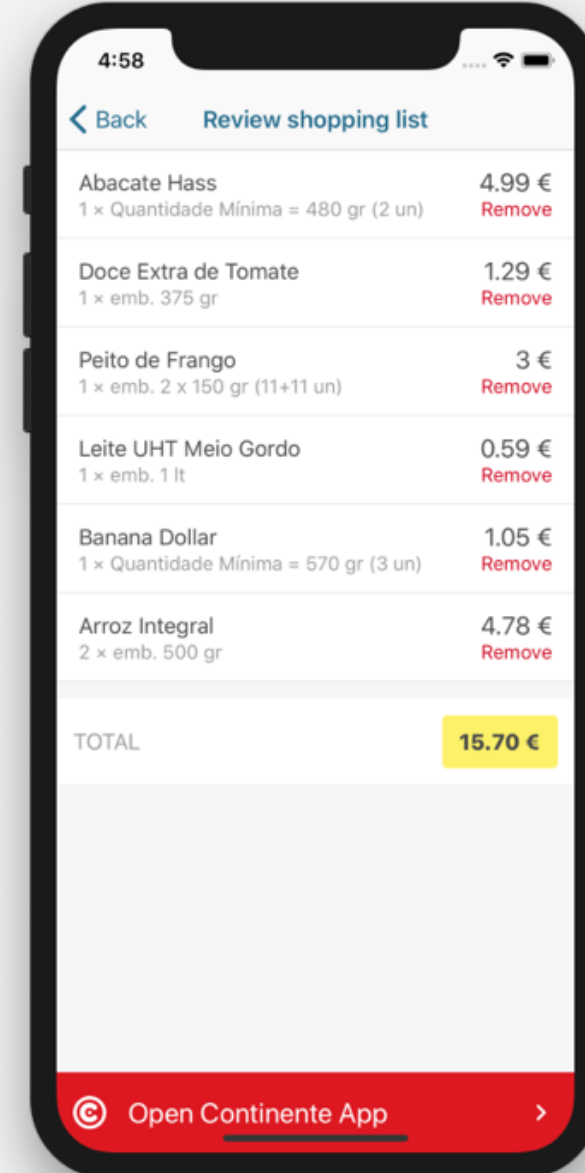 4:58
Back Review shopping list
Abacate Hass 4.99 €
1 × Quantidade Mínima = 480 gr (2 un) Remove
Doce Extra de Tomate 1.29 €
1 × emb. 375 gr Remove
Peito de Frango 3 €
1 × emb. 2 x 150 gr (11+11 un) Remove
Leite UHT Meio Gordo 0.59 €
1 × emb. 1 lt Remove
Banana Dollar 1.05 €
1 × Quantidade Mínima = 570 gr (3 un) Remove
Arroz Integral 4.78 €
2 × emb. 500 gr Remove
TOTAL 15.70 €
Open Continente App